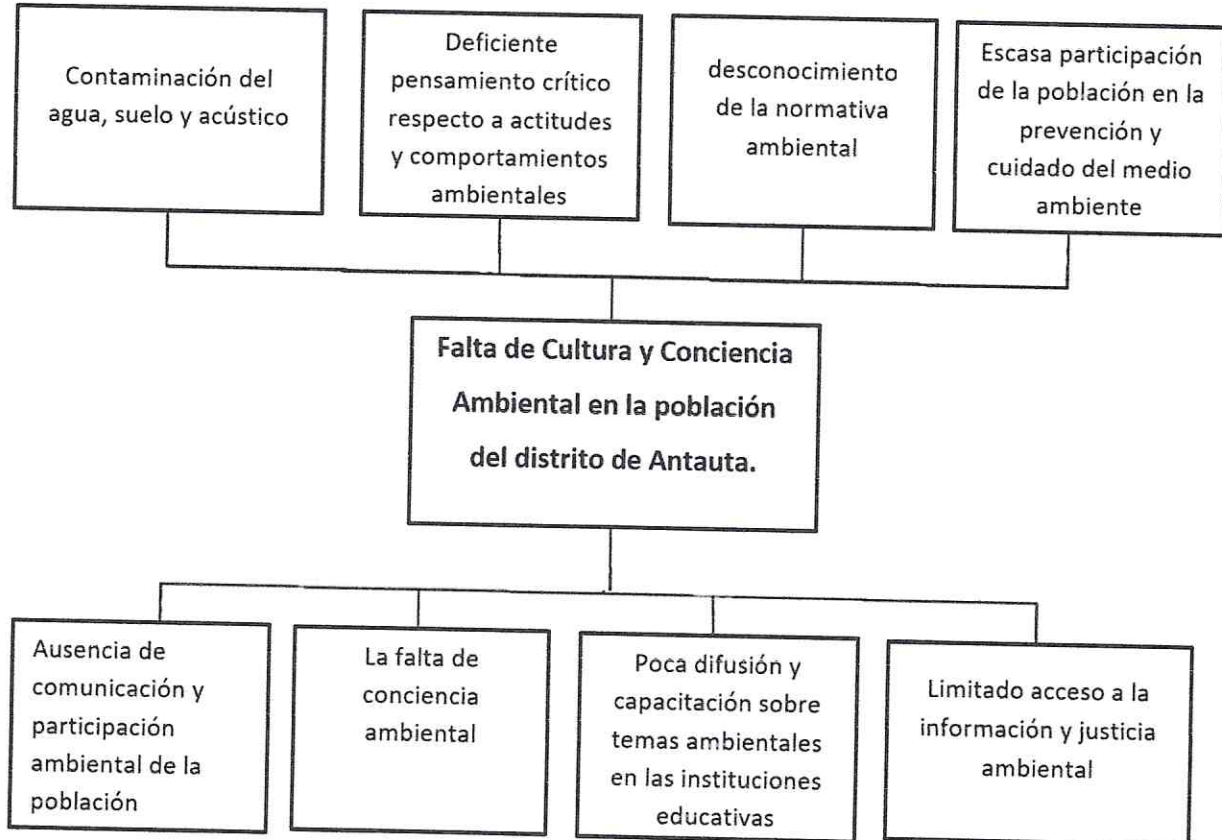 Contaminación del
agua, suelo y acústico
Deficiente
pensamiento crítico
respecto a actitudes
y comportamientos
ambientales
desconocimiento
de la normativa
ambiental
Escasa participación
de la población en la
prevención y
cuidado del medio
ambiente
Falta de Cultura y Conciencia
Ambiental en la población
del distrito de Antauta.
Ausencia de
comunicación y
participación
ambiental de la
población
La falta de
conciencia
ambiental
Poca difusión y
capacitación sobre
temas ambientales
en las instituciones
educativas
Limitado acceso a la
información y justicia
ambiental